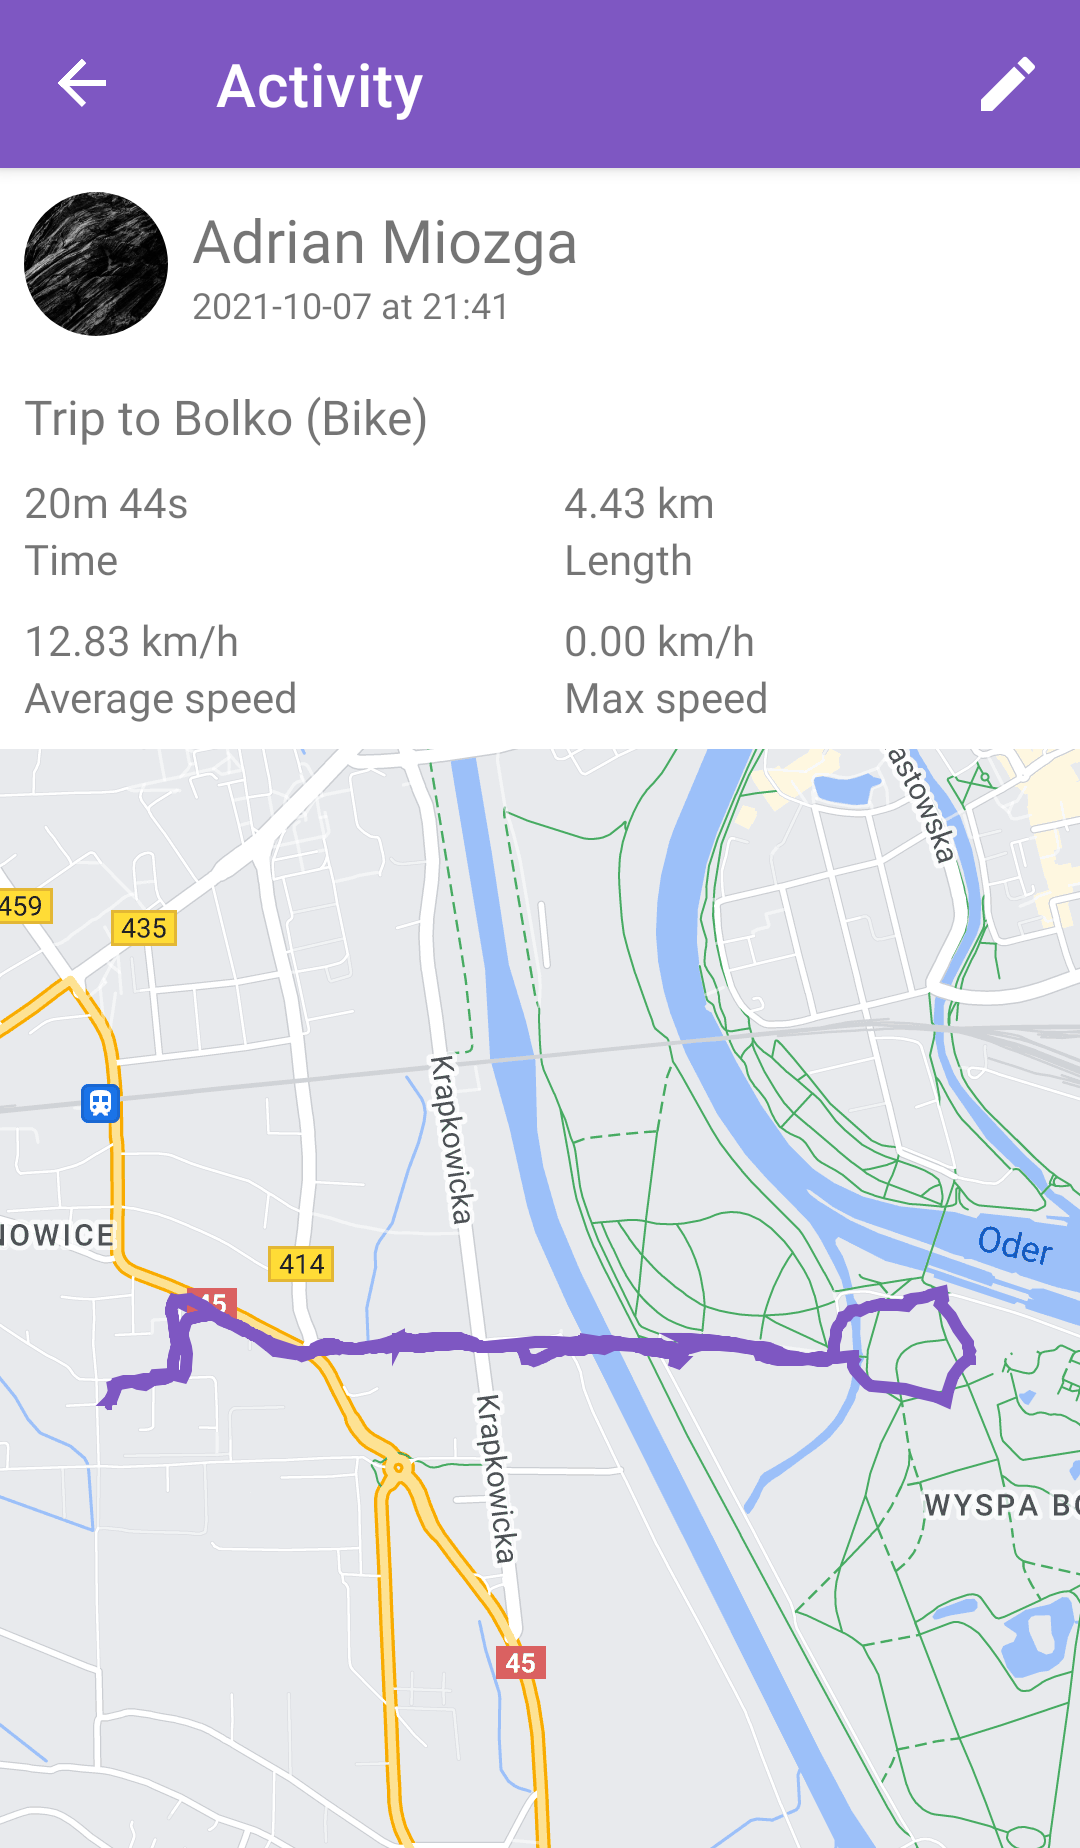 Activity
Adrian Miozga
2021-10-07 at 21:41
Trip to Bolko (Bike)
20m 44s
4.43 km
Time
Length
12.83 km/h
0.00 km/h
Average speed
Max speed
astowska
459
435
Krapkowicka
NOWICE
414
Oder
45
Krapkowicka
WYSPA BO
45